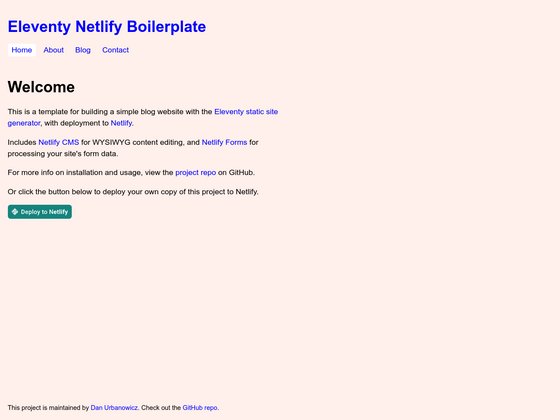 Eleventy Netlify Boilerplate
Home About Blog Contact
Welcome
This is a template for building a simple blog website with the Eleventy static site
generator, with deployment to Netlify.
Includes Netlify CMS for WYSIWYG content editing, and Netlify Forms for
processing your site's form data.
For more info on installation and usage, view the project repo on GitHub.
Or click the button below to deploy your own copy of this project to Netlify.
Deploy to Netlify
This project is maintained by Dan Urbanowicz. Check out the GitHub repo.